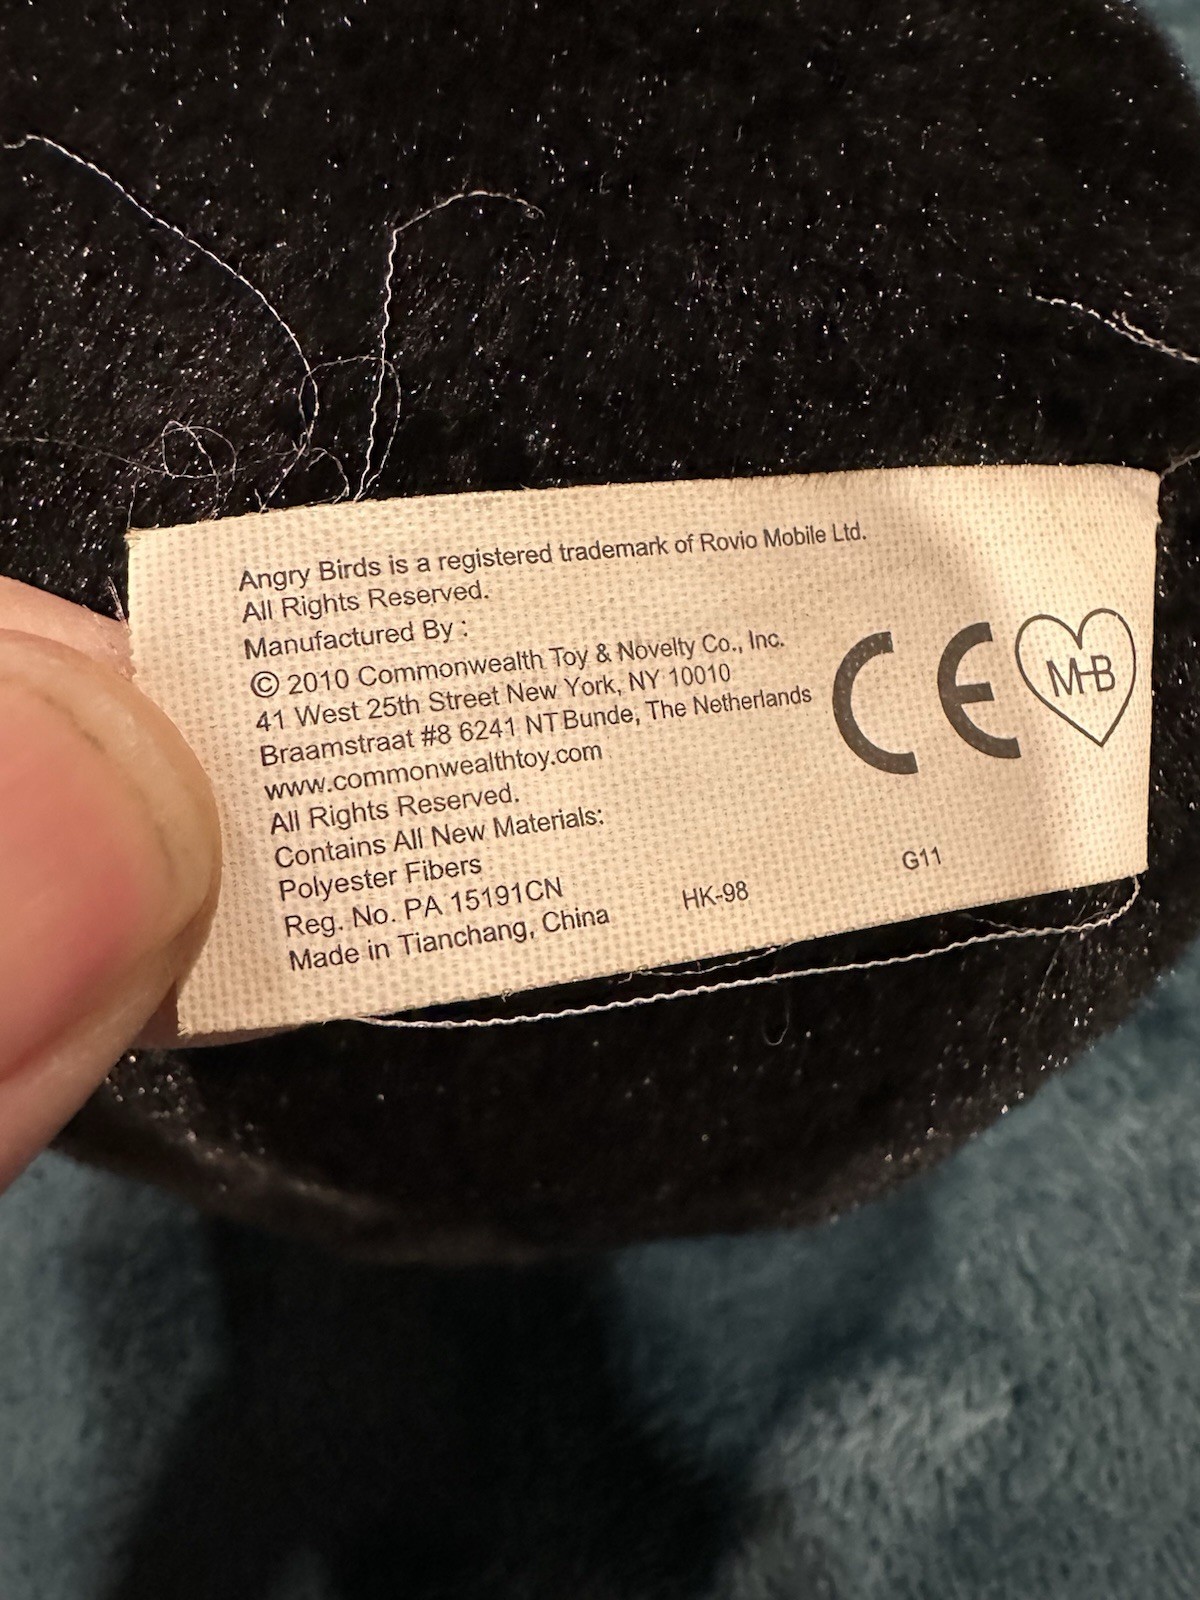 Angry Birds is a registered trademark of Rovio Mobile Ltd.
All Rights Reserved.
Manufactured By :
© 2010 Commonwealth Toy & Novelty Co., Inc.
41 West 25th Street New York, NY 10010
Braamstraat #8 6241 NT Bunde, The Netherlands
www.commonwealthtoy.com
All Rights Reserved.
Contains All New Materials:
Polyester Fibers
Reg. No. PA 15191CN
Made in Tianchang, China
HK-98
G11
CE
M-B